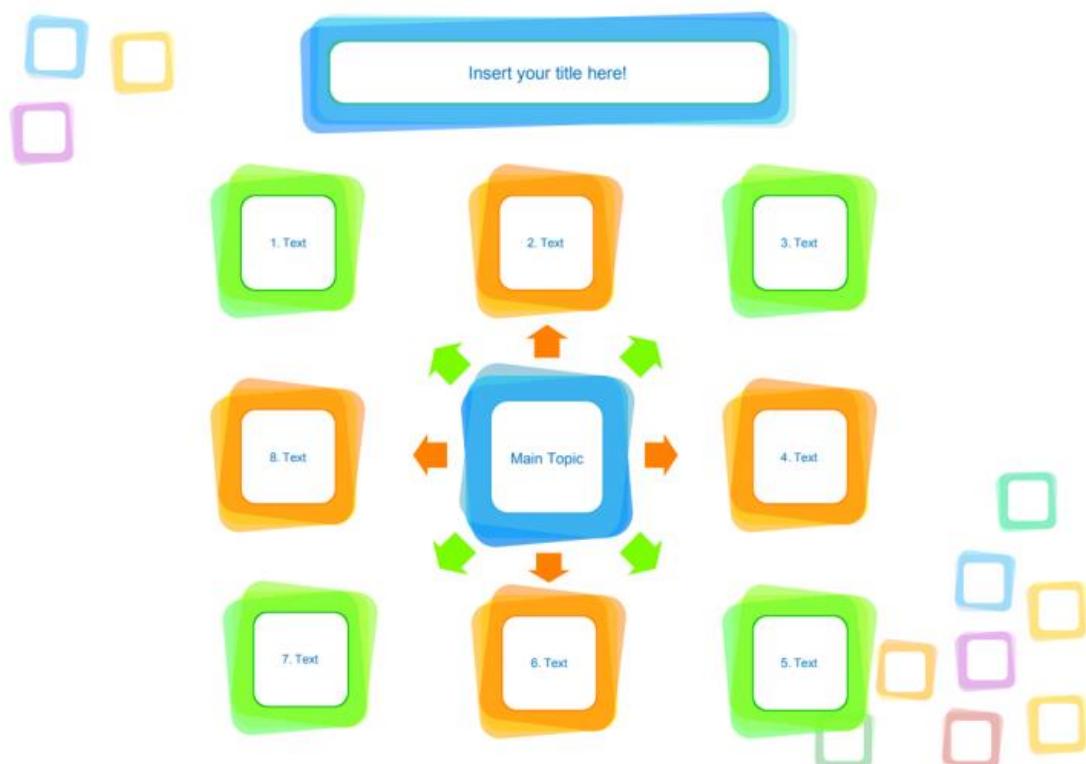 Insert your title here!
1. Text
2. Text
3. Text
8. Text
Main Topic
4. Text
7. Text
6. Text
5. Text